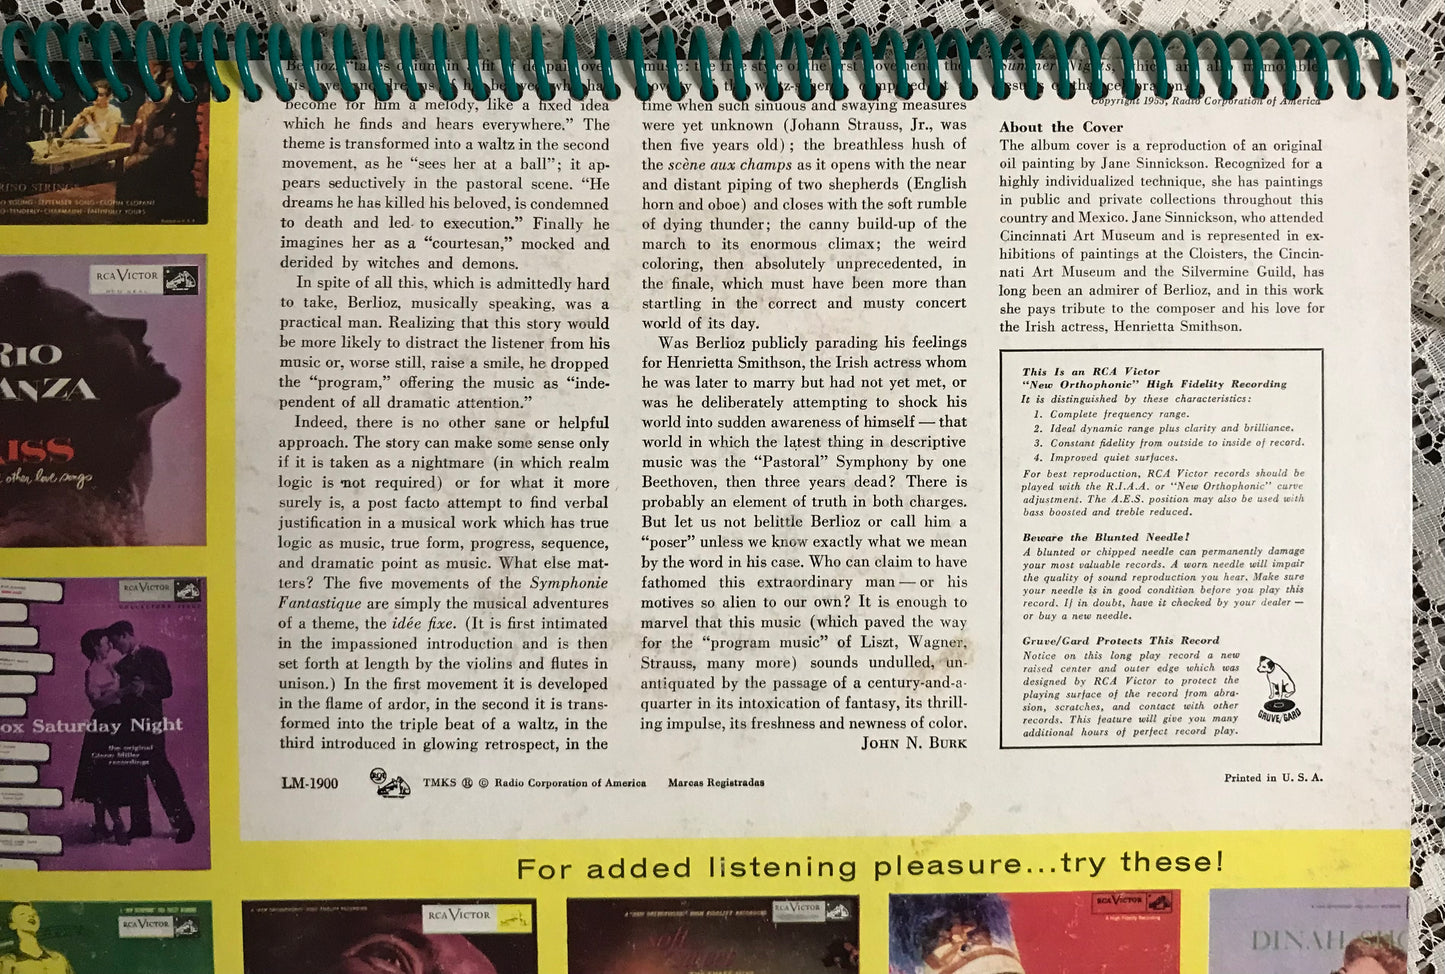 RINO STRINGS
RCA VICTOR
RIO
ANZA
ISS
other love songs
RCA VICTOR
ox Saturday Night
the original
Glenn Miller
recordings
RCA VICTOR
become for him a melody, like a fixed idea
which he finds and hears everywhere.” The
theme is transformed into a waltz in the second
movement, as he “sees her at a ball”; it ap-
pears seductively in the pastoral scene. “He
dreams he has killed his beloved, is condemned
to death and led to execution.” Finally he
imagines her as a “courtesan,” mocked and
derided by witches and demons.
In spite of all this, which is admittedly hard
to take, Berlioz, musically speaking, was a
practical man. Realizing that this story would
be more likely to distract the listener from his
music or, worse still, raise a smile, he dropped
the “program,” offering the music as “inde-
pendent of all dramatic attention.”
Indeed, there is no other sane or helpful
approach. The story can make some sense only
if it is taken as a nightmare (in which realm
logic is not required) or for what it more
surely is, a post facto attempt to find verbal
justification in a musical work which has true
logic as music, true form, progress, sequence,
and dramatic point as music. What else mat-
ters? The five movements of the Symphonie
Fantastique are simply the musical adventures
of a theme, the idée fixe. (It is first intimated
in the impassioned introduction and is then
set forth at length by the violins and flutes in
unison.) In the first movement it is developed
in the flame of ardor, in the second it is trans-
formed into the triple beat of a waltz, in the
third introduced in glowing retrospect, in the
time when such sinuous and swaying measures
were yet unknown (Johann Strauss, Jr., was
then five years old); the breathless hush of
the scène aux champs as it opens with the near
and distant piping of two shepherds (English
horn and oboe) and closes with the soft rumble
of dying thunder; the canny build-up of the
march to its enormous climax; the weird
coloring, then absolutely unprecedented, in
the finale, which must have been more than
startling in the correct and musty concert
world of its day.
Was Berlioz publicly parading his feelings
for Henrietta Smithson, the Irish actress whom
he was later to marry but had not yet met, or
was he deliberately attempting to shock his
world into sudden awareness of himself — that
world in which the latest thing in descriptive
music was the “Pastoral” Symphony by one
Beethoven, then three years dead? There is
probably an element of truth in both charges.
But let us not belittle Berlioz or call him a
“poser” unless we know exactly what we mean
by the word in his case. Who can claim to have
fathomed this extraordinary man — or his
motives so alien to our own? It is enough to
marvel that this music (which paved the way
for the “program music” of Liszt, Wagner,
Strauss, many more) sounds undulled, un-
antiquated by the passage of a century-and-a-
quarter in its intoxication of fantasy, its thrill-
ing impulse, its freshness and newness of color.
JOHN N. BURK
Copyright 1955, Radio Corporation of America
About the Cover
The album cover is a reproduction of an original
oil painting by Jane Sinnickson. Recognized for a
highly individualized technique, she has paintings
in public and private collections throughout this
country and Mexico. Jane Sinnickson, who attended
Cincinnati Art Museum and is represented in ex-
hibitions of paintings at the Cloisters, the Cincin-
nati Art Museum and the Silvermine Guild, has
long been an admirer of Berlioz, and in this work
she pays tribute to the composer and his love for
the Irish actress, Henrietta Smithson.
This Is an RCA Victor
“New Orthophonic” High Fidelity Recording
It is distinguished by these characteristics:
1. Complete frequency range.
2. Ideal dynamic range plus clarity and brilliance.
3. Constant fidelity from outside to inside of record.
4. Improved quiet surfaces.
For best reproduction, RCA Victor records should be
played with the R.I.A.A. or “New Orthophonic” curve
adjustment. The A.E.S. position may also be used with
bass boosted and treble reduced.
Beware the Blunted Needle!
A blunted or chipped needle can permanently damage
your most valuable records. A worn needle will impair
the quality of sound reproduction you hear. Make sure
your needle is in good condition before you play this
record. If in doubt, have it checked by your dealer —
or buy a new needle.
Gruve/Gard Protects This Record
Notice on this long play record a new
raised center and outer edge which was
designed by RCA Victor to protect the
playing surface of the record from abra-
sion, scratches, and contact with other
records. This feature will give you many
additional hours of perfect record play.
GRUVE/GARD
LM-1900
TMKS ® © Radio Corporation of America Marcas Registradas
Printed in U. S. A.
For added listening pleasure...try these!
RCA VICTOR
RCA VICTOR
soft
RCA VICTOR
A High Fidelity Recording
DINAH SHO